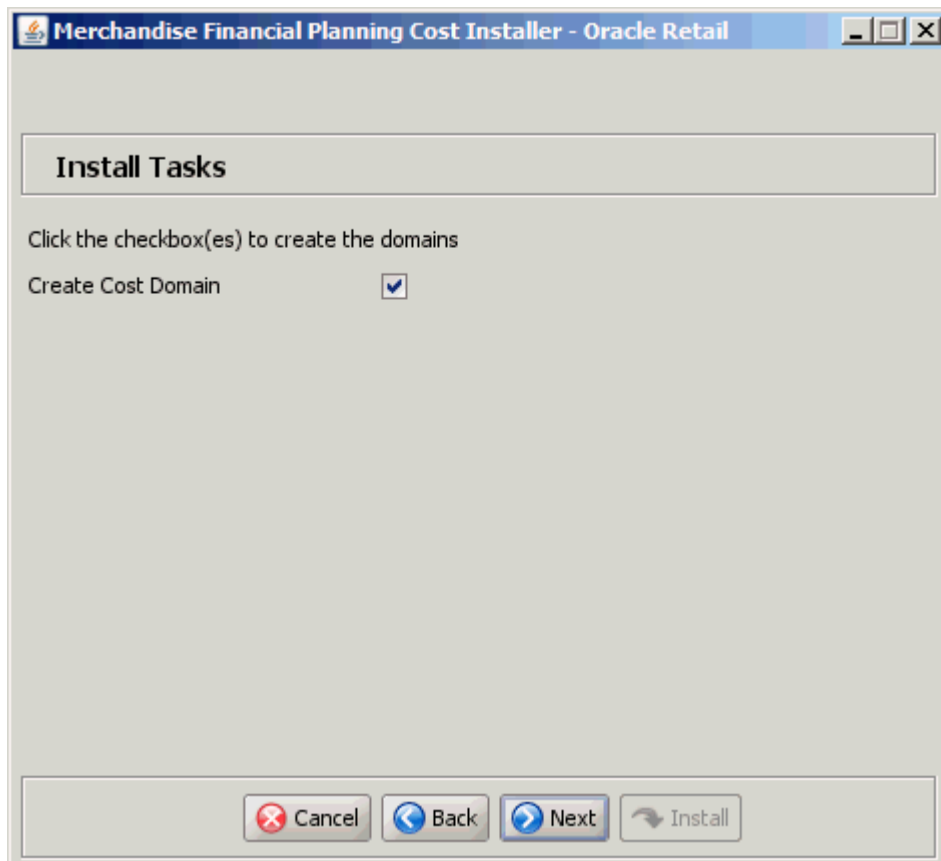 Merchandise Financial Planning Cost Installer - Oracle Retail
Install Tasks
Click the checkbox(es) to create the domains
Create Cost Domain
Cancel Back Next Install